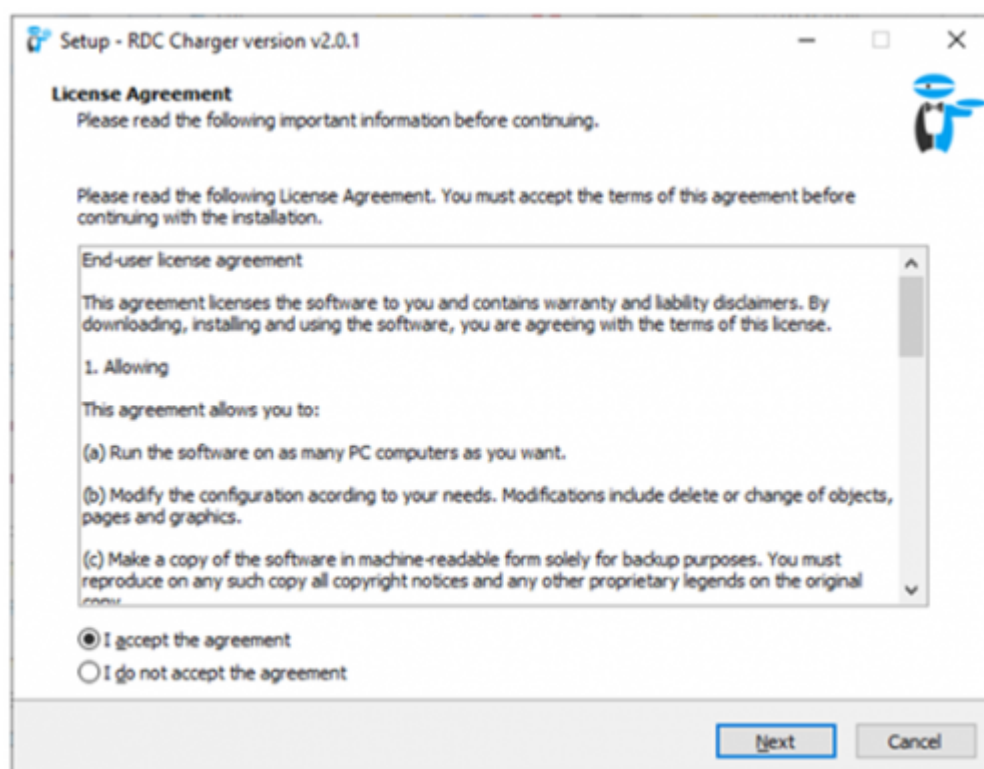 Setup - RDC Charger version v2.0.1
License Agreement
Please read the following important information before continuing.
Please read the following License Agreement. You must accept the terms of this agreement before
continuing with the installation.
End-user license agreement
This agreement licenses the software to you and contains warranty and liability disclaimers. By
downloading, installing and using the software, you are agreeing with the terms of this license.
1. Allowing
This agreement allows you to:
(a) Run the software on as many PC computers as you want.
(b) Modify the configuration acording to your needs. Modifications include delete or change of objects,
pages and graphics.
(c) Make a copy of the software in machine-readable form solely for backup purposes. You must
reproduce on any such copy all copyright notices and any other proprietary legends on the original
copy.
I accept the agreement
I do not accept the agreement
Next
Cancel